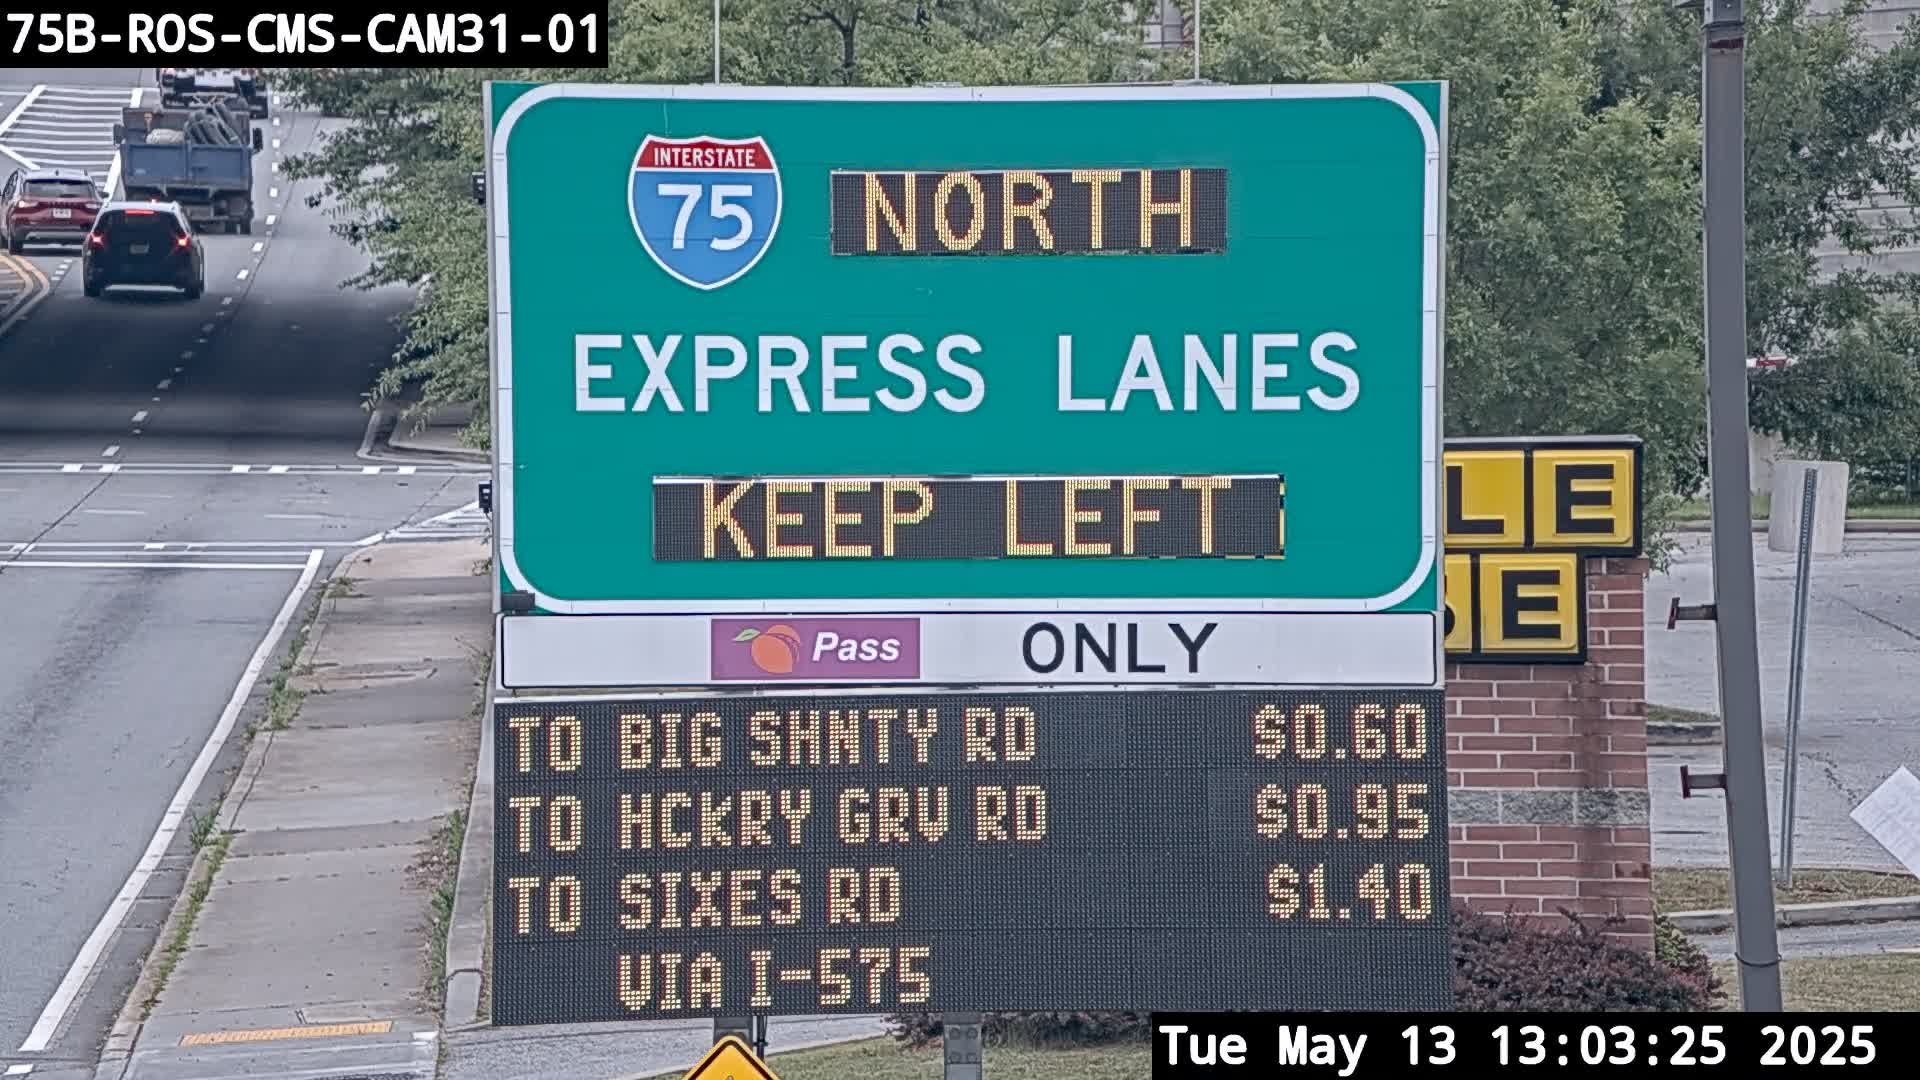 75B-ROS-CMS-CAM31-01
INTERSTATE
75
NORTH
EXPRESS LANES
KEEP LEFT
Pass ONLY
LE
E
TO BIG SHNTY RD $0.60
TO HCKRY GRV RD $0.95
TO SIXES RD $1.40
VIA I-575
Tue May 13 13:03:25 2025